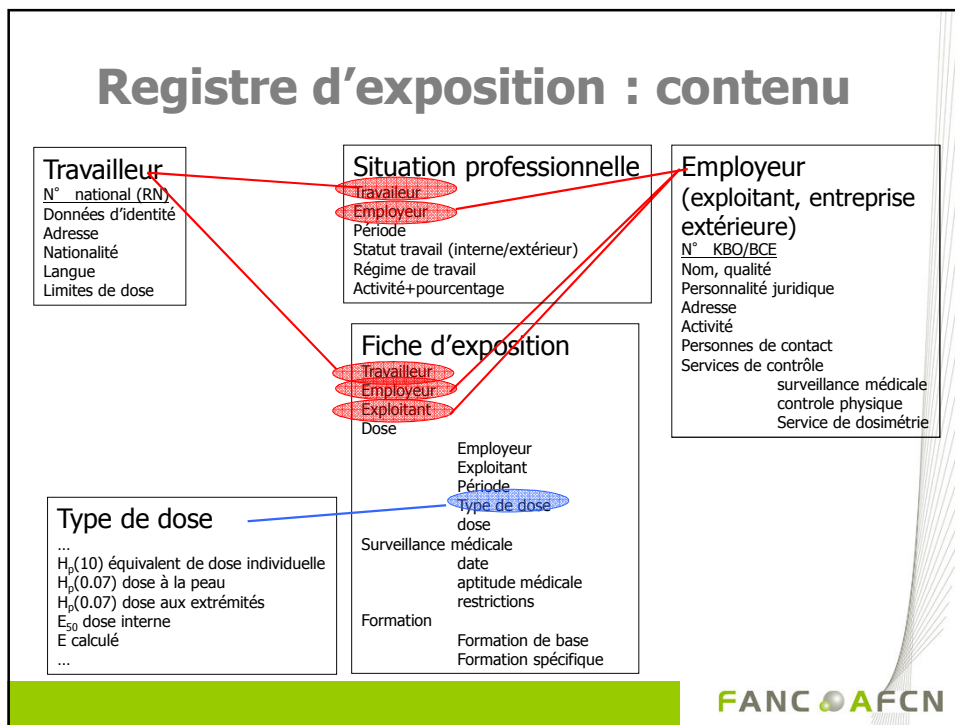 Registre d'exposition : contenu
Travailleur
N° national (RN)
Données d'identité
Adresse
Nationalité
Langue
Limites de dose
Situation professionnelle
Travailleur
Employeur
Période
Statut travail (interne/extérieur)
Régime de travail
Activité+pourcentage
Employeur
(exploitant, entreprise
extérieure)
N° KBO/BCE
Nom, qualité
Personnalité juridique
Adresse
Activité
Personnes de contact
Services de contrôle
surveillance médicale
controle physique
Service de dosimétrie
Fiche d'exposition
Travailleur
Employeur
Exploitant
Dose
Employeur
Exploitant
Période
Type de dose
dose
Surveillance médicale
date
aptitude médicale
restrictions
Formation
Formation de base
Formation spécifique
Type de dose
...
Hp(10) équivalent de dose individuelle
Hp(0.07) dose à la peau
Hp(0.07) dose aux extrémités
E50 dose interne
E calculé
...
FANC AFCN